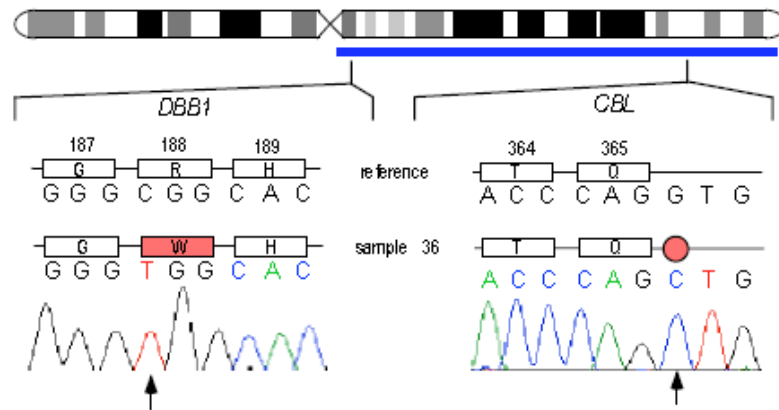 DBB1 CBL
187 188 189 364 365
G R H reference T Q
G G G C G G C A C A C C C A G G T G
G W H sample 36 T Q
G G G T G G C A C A C C C A G C T G